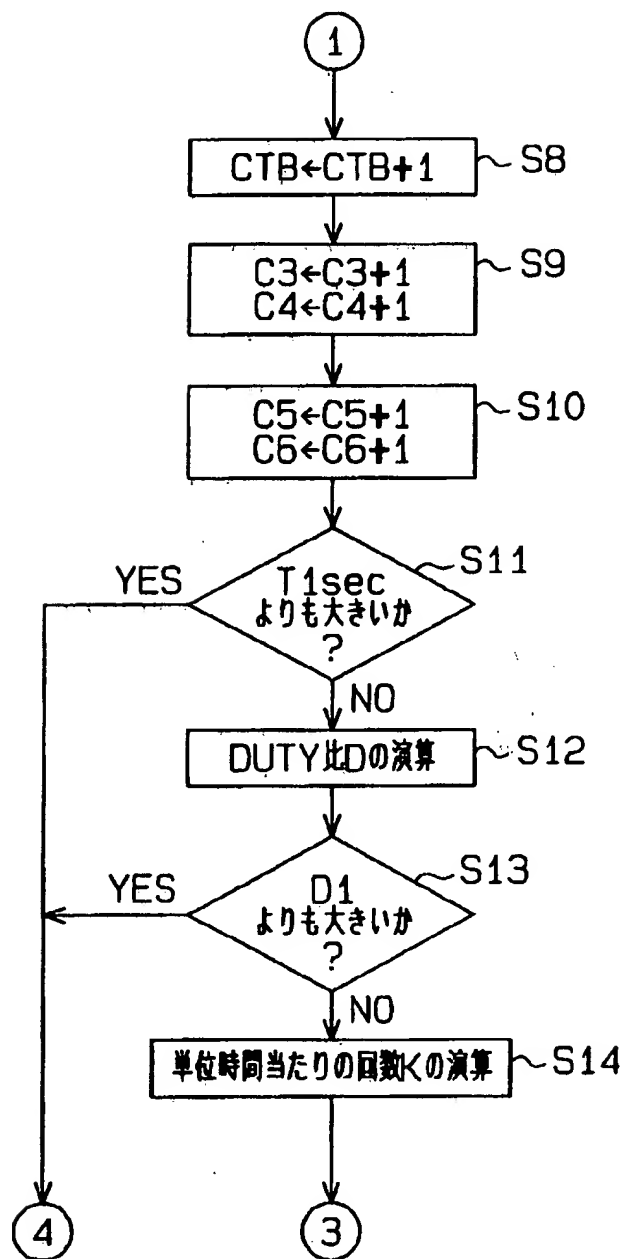 1
CTB←CTB+1
S8
C3←C3+1
C4←C4+1
S9
C5←C5+1
C6←C6+1
S10
YES
T1sec
よりも大きいか
?
S11
NO
DUTY比Dの演算
S12
YES
D1
よりも大きいか
?
S13
NO
単位時間当たりの回数Kの演算
S14
4
3